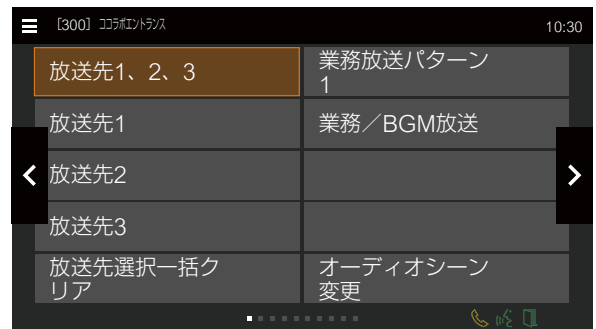 [300] ココラボエントランス
10:30
放送先1、2、3
業務放送パターン
1
放送先1
業務／BGM放送
放送先2
放送先3
放送先選択一括ク
リア
オーディオシーン
変更